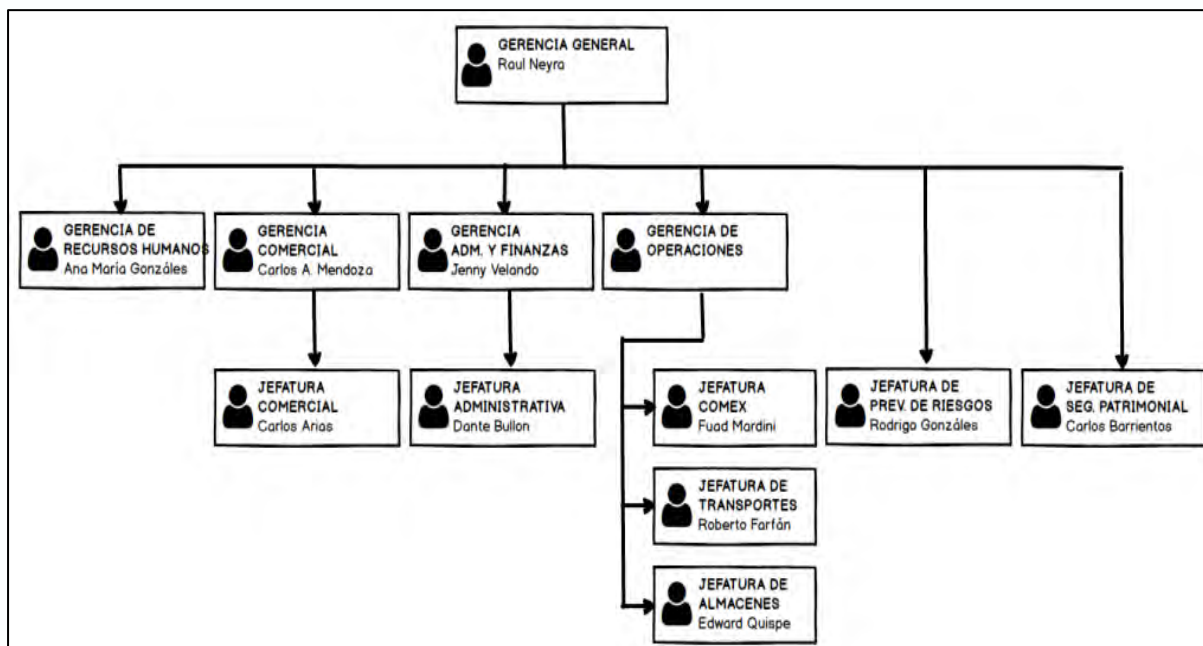 GERENCIA GENERAL
Raul Neyra
GERENCIA DE
RECURSOS HUMANOS
Ana María Gonzáles
GERENCIA
COMERCIAL
Carlos A. Mendoza
GERENCIA
ADM. Y FINANZAS
Jenny Velando
GERENCIA DE
OPERACIONES
JEFATURA
COMERCIAL
Carlos Arias
JEFATURA
ADMINISTRATIVA
Dante Bullon
JEFATURA
COMEX
Fuad Mardini
JEFATURA DE
PREV. DE RIESGOS
Rodrigo Gonzáles
JEFATURA DE
SEG. PATRIMONIAL
Carlos Barrientos
JEFATURA DE
TRANSPORTES
Roberto Farfán
JEFATURA DE
ALMACENES
Edward Quispe